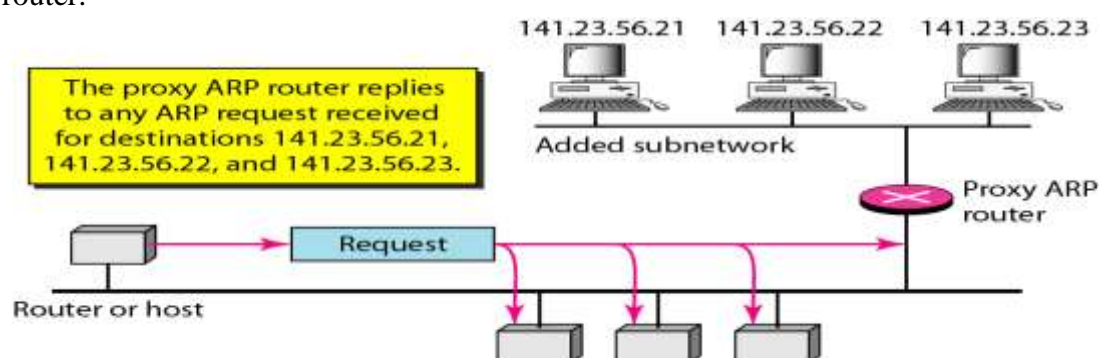 router.
141.23.56.21 141.23.56.22 141.23.56.23
The proxy ARP router replies
to any ARP request received
for destinations 141.23.56.21,
141.23.56.22, and 141.23.56.23.
Added subnetwork
Proxy ARP
router
Request
Router or host